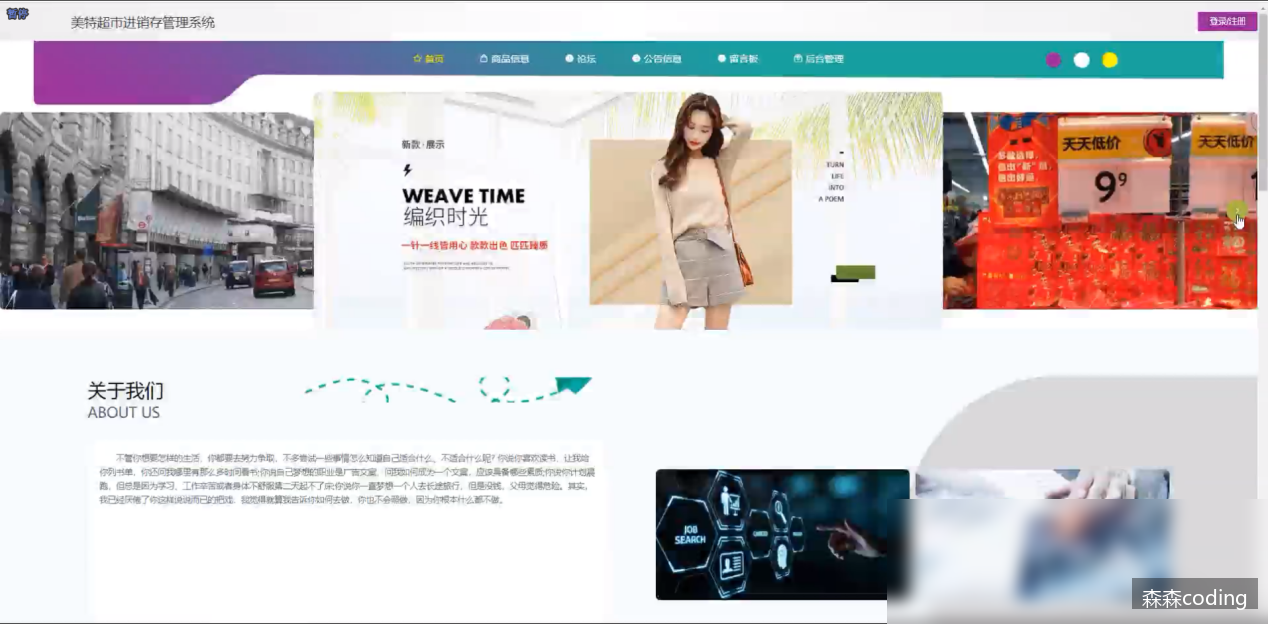 暂停
美特超市进销存管理系统
登录/注册
首页
商品信息
论坛
公告信息
留言板
后台管理
新款·展示
WEAVE TIME
编织时光
一针一线皆用心 款款出色 匹匹臻质
TURN
LIFE
INTO
A POEM
天天低价
天天低价
9⁹
关于我们
ABOUT US
不管你想要怎样的生活，你都要去努力争取，不多尝试一些事情怎么知道自己适合什么、不适合什么呢？你说你喜欢读书，让我给
你列书单，你还问我哪里有那么多时间看书;你说自己梦想的职业是广告文案，问我如何成为一个文案，应该具备哪些素质;你说你计划晨
跑，但总是因为学习、工作辛苦或者身体不舒服第二天起不了床;你说你一直梦想一个人去长途旅行，但是没钱，父母觉得危险。其实，
我已经厌倦了你这样说说而已的把戏，我觉得就算我告诉你如何去做，你也不会照做，因为你根本什么都不做。
JOB
SEARCH
CAREER
森森coding